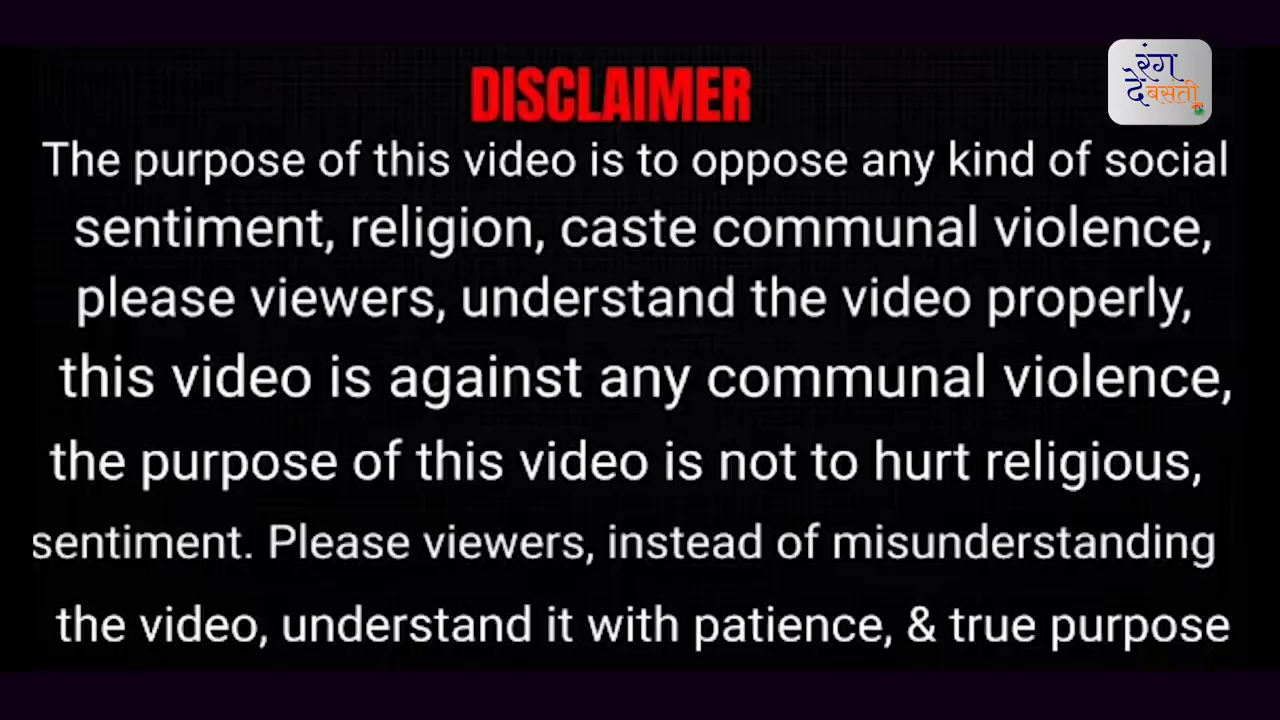 रंग
दे बसंती
DISCLAIMER
The purpose of this video is to oppose any kind of social
sentiment, religion, caste communal violence,
please viewers, understand the video properly,
this video is against any communal violence,
the purpose of this video is not to hurt religious,
sentiment. Please viewers, instead of misunderstanding
the video, understand it with patience, & true purpose